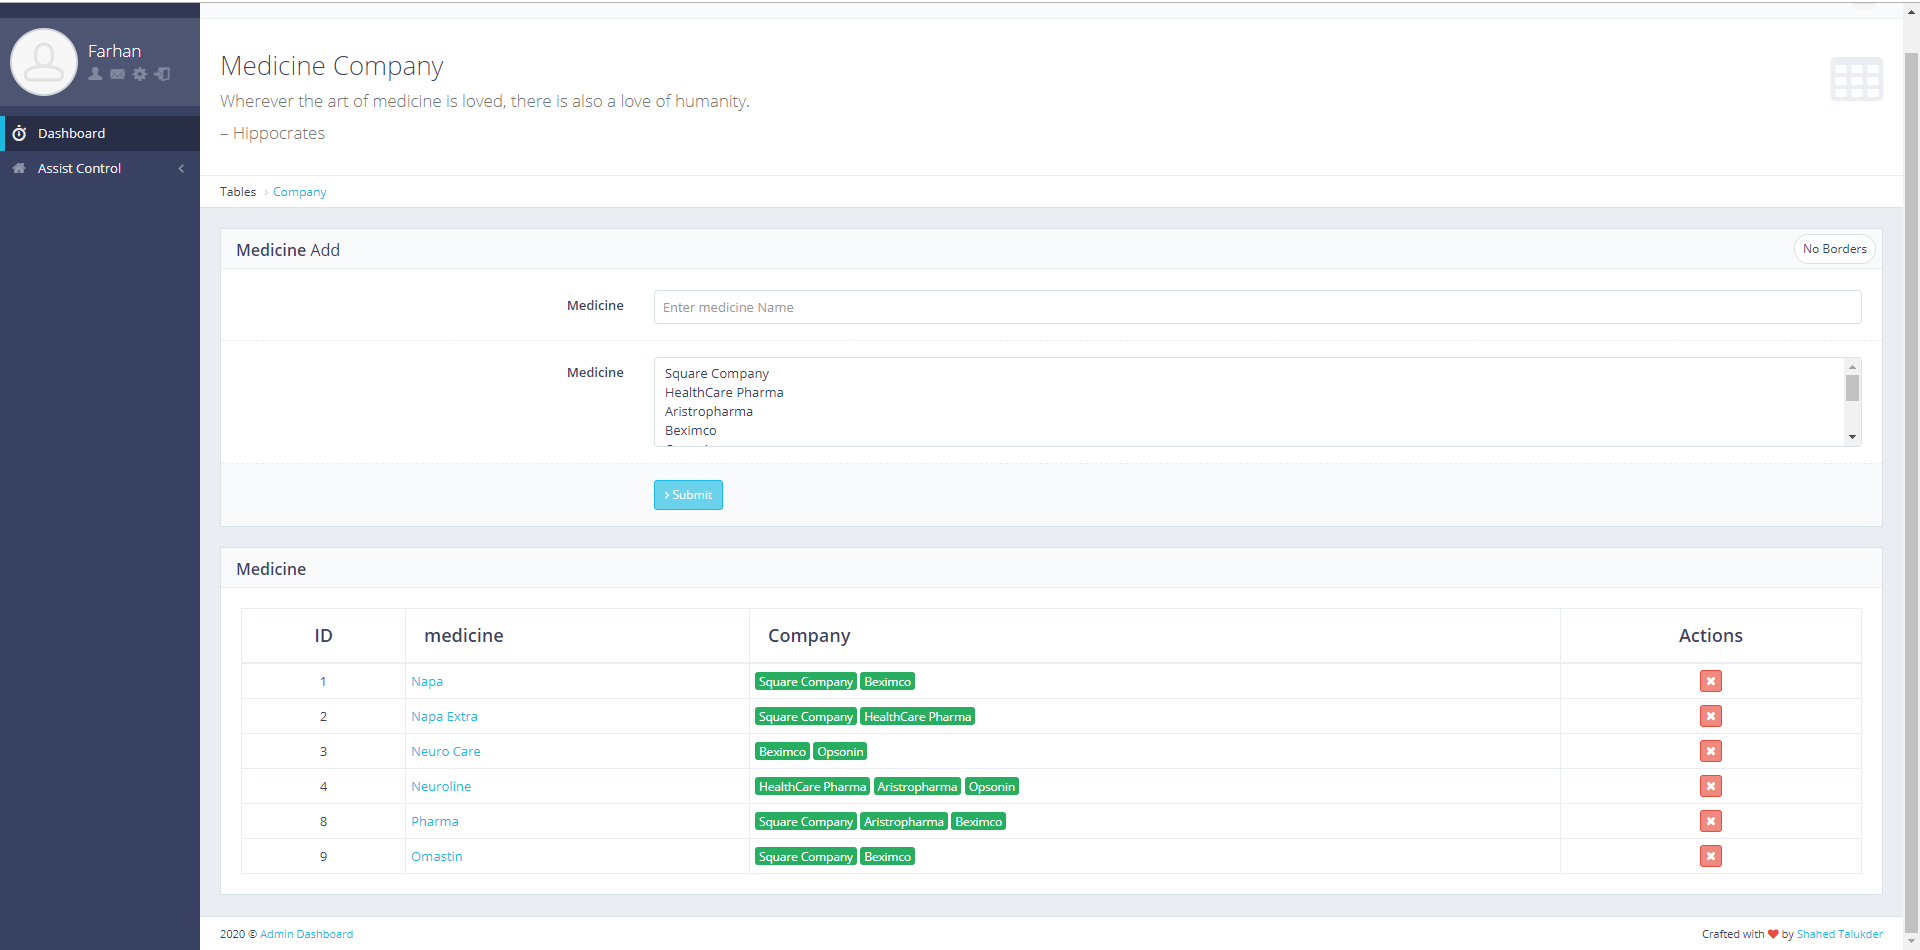 Farhan
Dashboard
Assist Control
Medicine Company
Wherever the art of medicine is loved, there is also a love of humanity.
– Hippocrates
Tables › Company
Medicine Add
No Borders
Medicine
Enter medicine Name
Medicine
Square Company
HealthCare Pharma
Aristropharma
Beximco
Submit
Medicine
ID medicine Company Actions
1 Napa Square Company Beximco
2 Napa Extra Square Company HealthCare Pharma
3 Neuro Care Beximco Opsonin
4 Neuroline HealthCare Pharma Aristropharma Opsonin
8 Pharma Square Company Aristropharma Beximco
9 Omastin Square Company Beximco
2020 © Admin Dashboard
Crafted with ❤ by Shahed Talukder